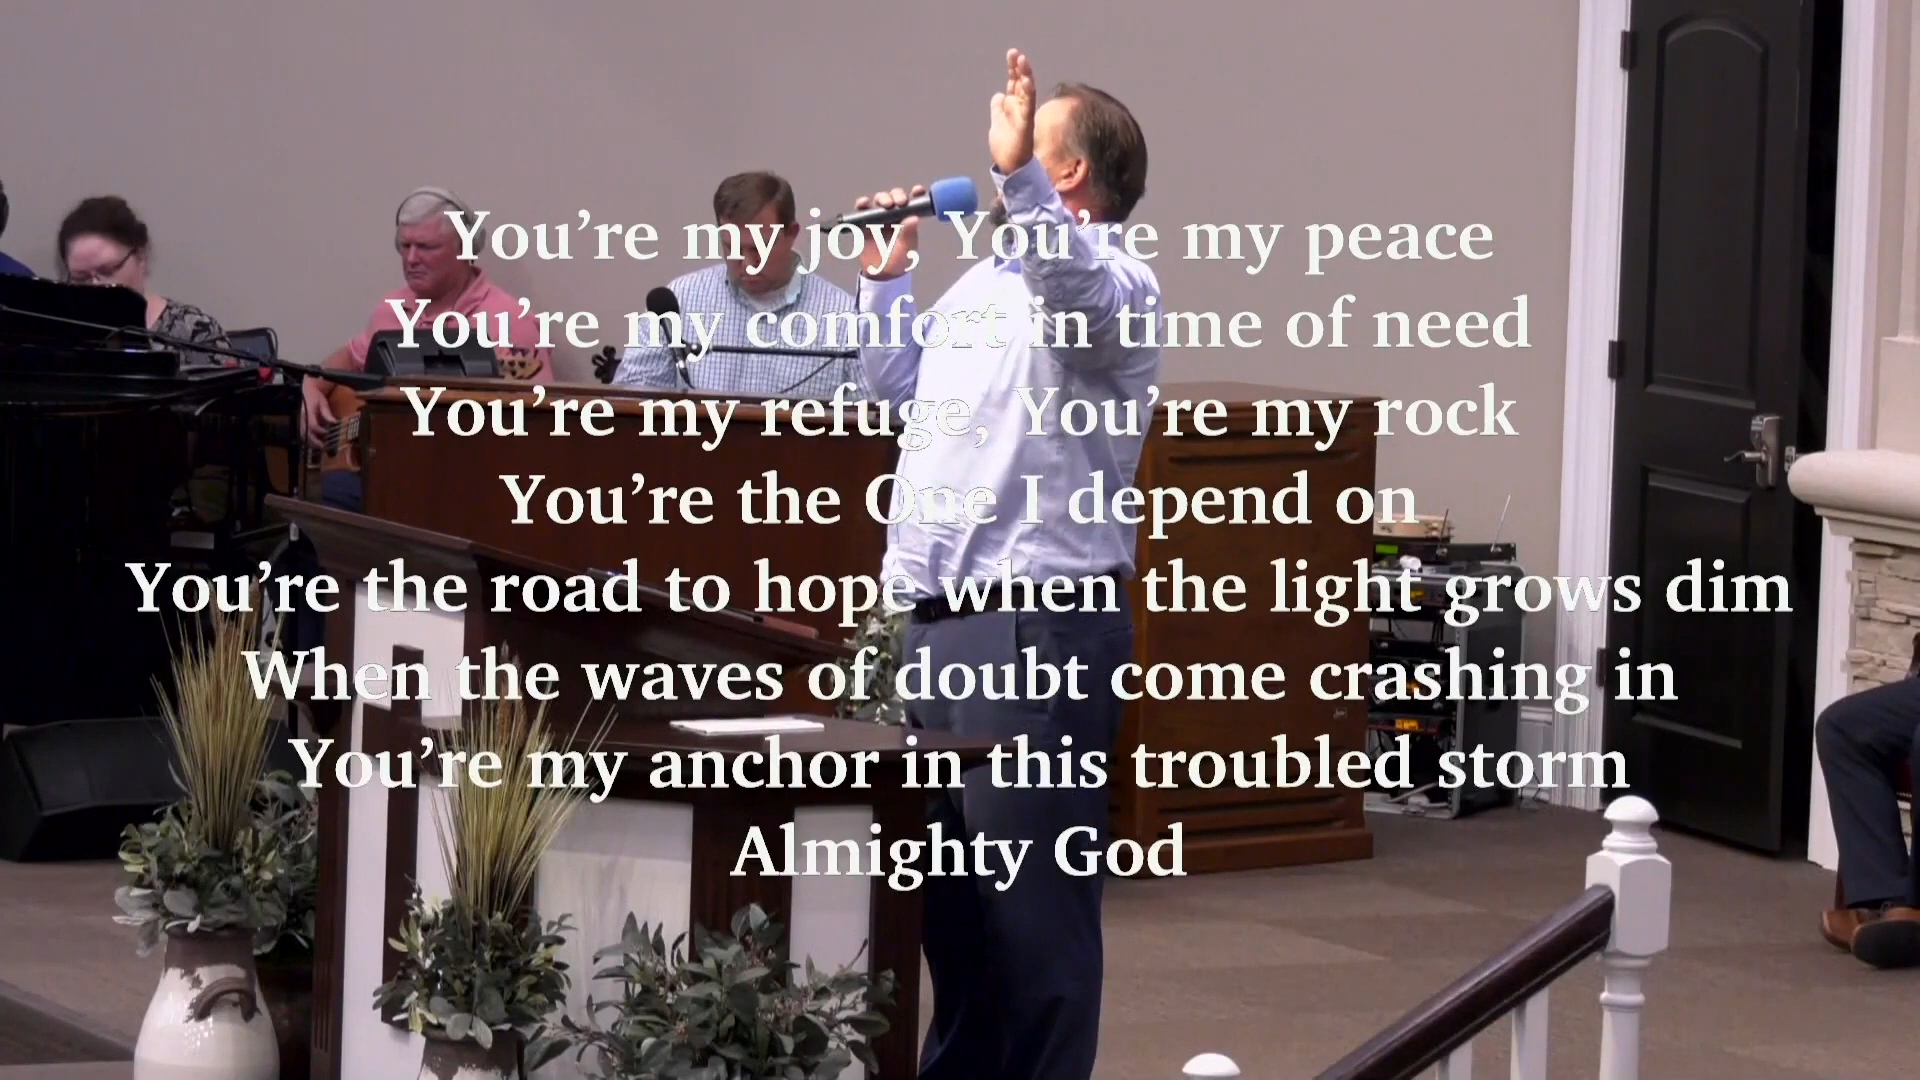 You’re my joy, You’re my peace
You’re my comfort in time of need
You’re my refuge, You’re my rock
You’re the One I depend on
You’re the road to hope when the light grows dim
When the waves of doubt come crashing in
You’re my anchor in this troubled storm
Almighty God